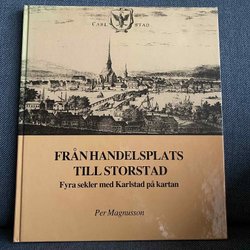 CARL STAD
FRÅN HANDELSPLATS
TILL STORSTAD
Fyra sekler med Karlstad på kartan
Per Magnusson